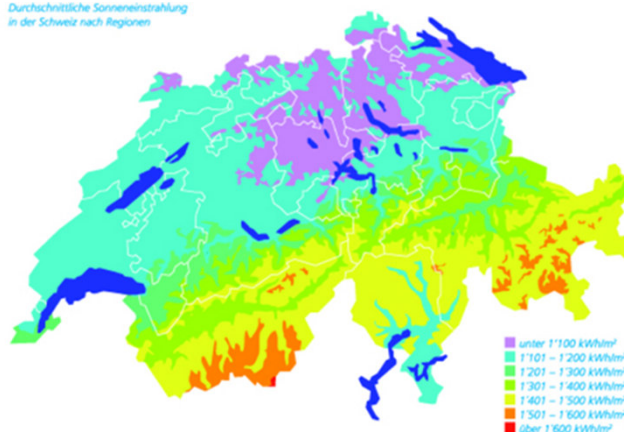 Durchschnittliche Sonneneinstrahlung
in der Schweiz nach Regionen
unter 1'100 kWh/m²
1'101 – 1'200 kWh/m²
1'201 – 1'300 kWh/m²
1'301 – 1'400 kWh/m²
1'401 – 1'500 kWh/m²
1'501 – 1'600 kWh/m²
über 1'600 kWh/m²